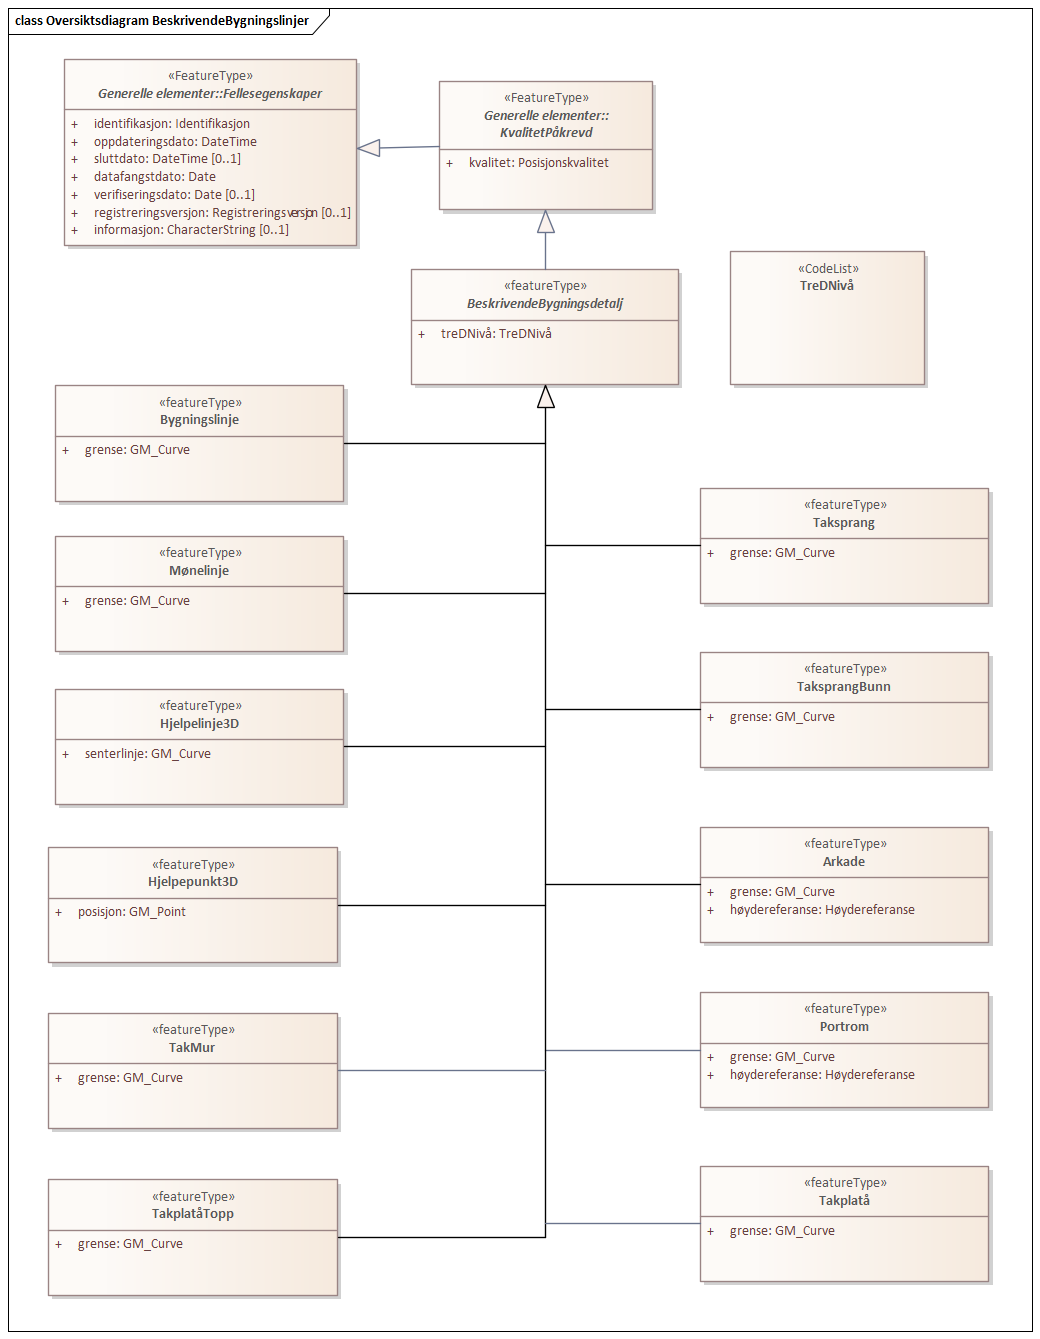 class Oversiktsdiagram BeskrivendeBygningslinjer
«FeatureType»
Generelle elementer::Fellesegenskaper
+ identifikasjon: Identifikasjon
+ oppdateringsdato: DateTime
+ sluttdato: DateTime [0..1]
+ datafangstdato: Date
+ verifiseringsdato: Date [0..1]
+ registreringsversjon: Registreringsversjon [0..1]
+ informasjon: CharacterString [0..1]
«FeatureType»
Generelle elementer::
KvalitetPåkrevd
+ kvalitet: Posisjonskvalitet
«featureType»
BeskrivendeBygningsdetalj
+ treDNivå: TreDNivå
«CodeList»
TreDNivå
«featureType»
Bygningslinje
+ grense: GM_Curve
«featureType»
Taksprang
+ grense: GM_Curve
«featureType»
Mønelinje
+ grense: GM_Curve
«featureType»
TaksprangBunn
+ grense: GM_Curve
«featureType»
Hjelpelinje3D
+ senterlinje: GM_Curve
«featureType»
Arkade
+ grense: GM_Curve
+ høydereferanse: Høydereferanse
«featureType»
Hjelpepunkt3D
+ posisjon: GM_Point
«featureType»
Portrom
+ grense: GM_Curve
+ høydereferanse: Høydereferanse
«featureType»
TakMur
+ grense: GM_Curve
«featureType»
Takplatå
+ grense: GM_Curve
«featureType»
TakplatåTopp
+ grense: GM_Curve